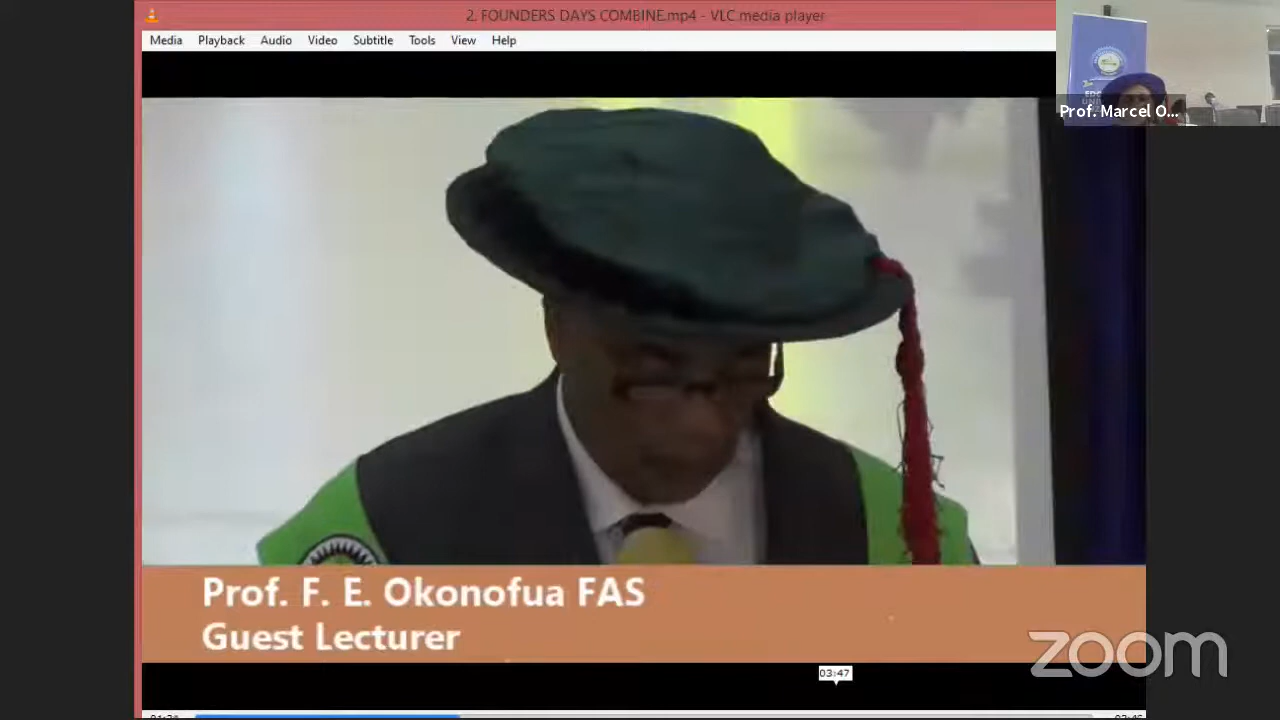 2. FOUNDERS DAYS COMBINE.mp4 - VLC media player
Media Playback Audio Video Subtitle Tools View Help
Prof. Marcel O...
Prof. F. E. Okonofua FAS
Guest Lecturer
zoom
03:47